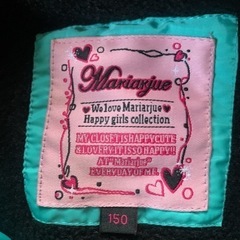 Mariarjue
We love Mariarjue
Happy girls collection
MY CLOSET IS HAPPY CUTE
& LOVERY. IT IS SO HAPPY!
AT "Mariarjue"
EVERYDAY OF ME.
150